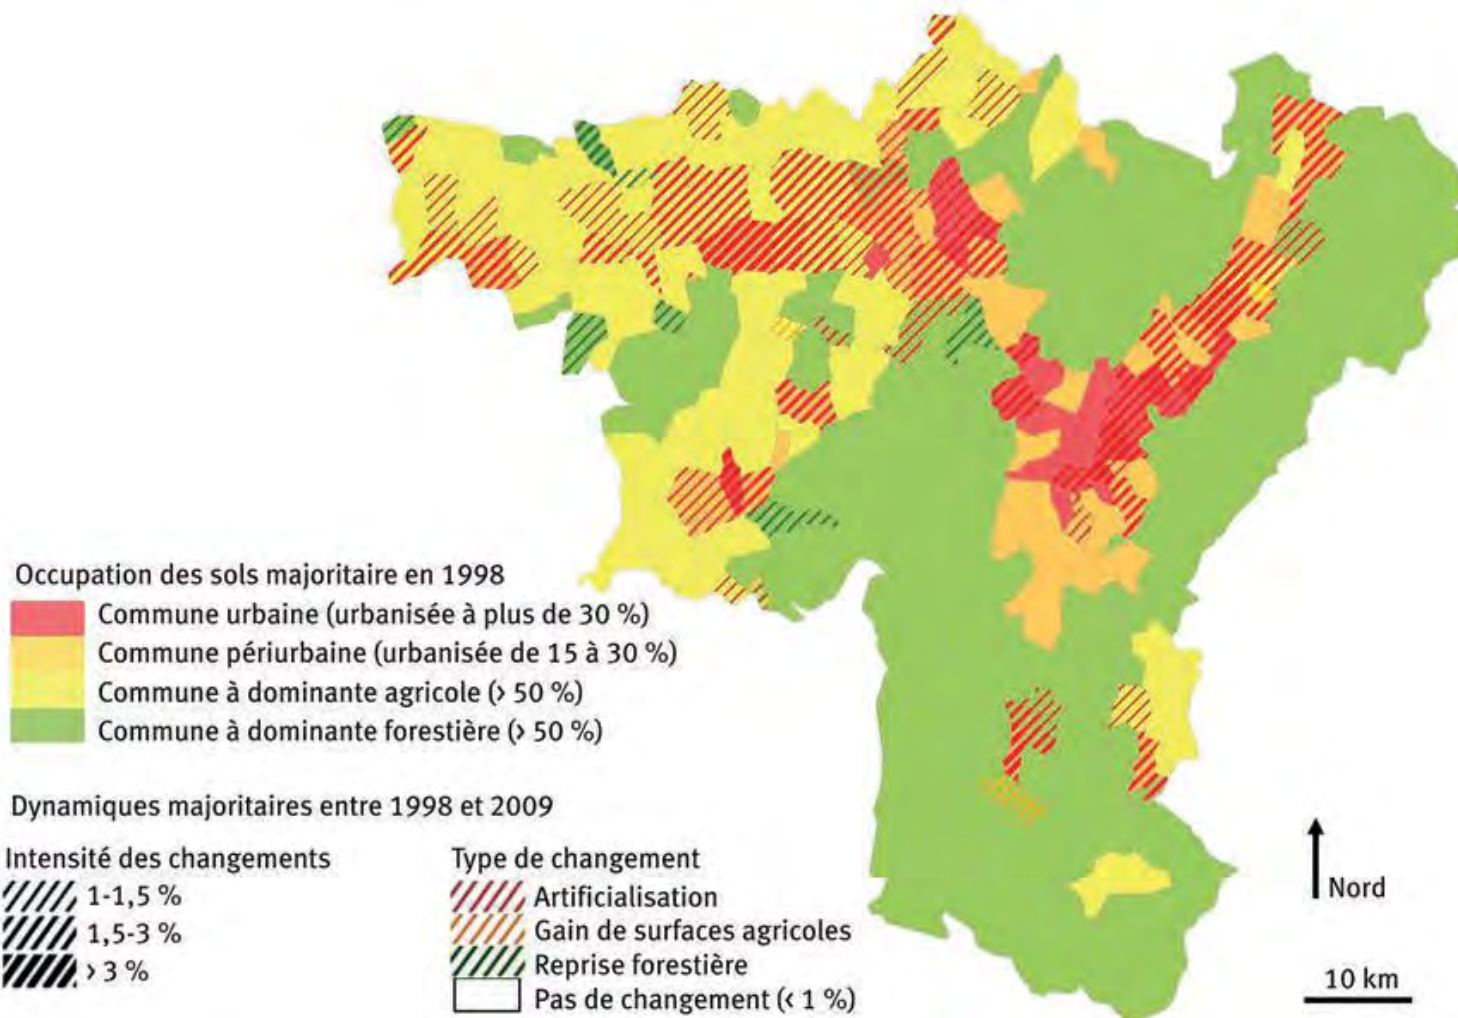 Occupation des sols majoritaire en 1998
Commune urbaine (urbanisée à plus de 30 %)
Commune périurbaine (urbanisée de 15 à 30 %)
Commune à dominante agricole (> 50 %)
Commune à dominante forestière (> 50 %)
Dynamiques majoritaires entre 1998 et 2009
Intensité des changements
1-1,5 %
1,5-3 %
> 3 %
Type de changement
Artificialisation
Gain de surfaces agricoles
Reprise forestière
Pas de changement (< 1 %)
Nord
10 km